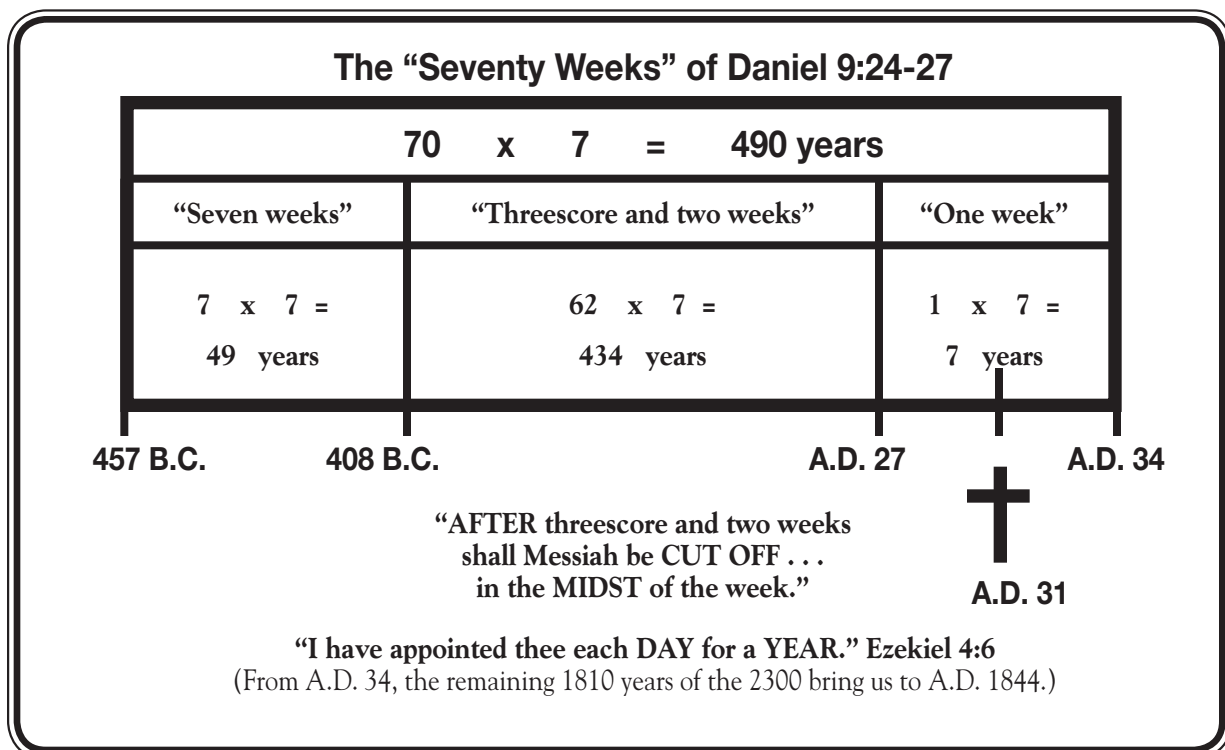 The “Seventy Weeks” of Daniel 9:24-27
70 x 7 = 490 years
“Seven weeks”
“Threescore and two weeks”
“One week”
7 x 7 =
49 years
62 x 7 =
434 years
1 x 7 =
7 years
457 B.C.
408 B.C.
A.D. 27
A.D. 34
“AFTER threescore and two weeks
shall Messiah be CUT OFF . . .
in the MIDST of the week.”
A.D. 31
“I have appointed thee each DAY for a YEAR.” Ezekiel 4:6
(From A.D. 34, the remaining 1810 years of the 2300 bring us to A.D. 1844.)